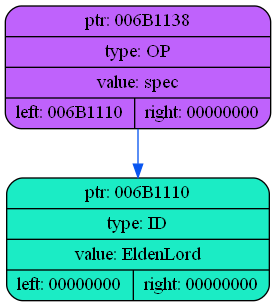 ptr: 006B1138
type: OP
value: spec
left: 006B1110 right: 00000000
ptr: 006B1110
type: ID
value: EldenLord
left: 00000000 right: 00000000